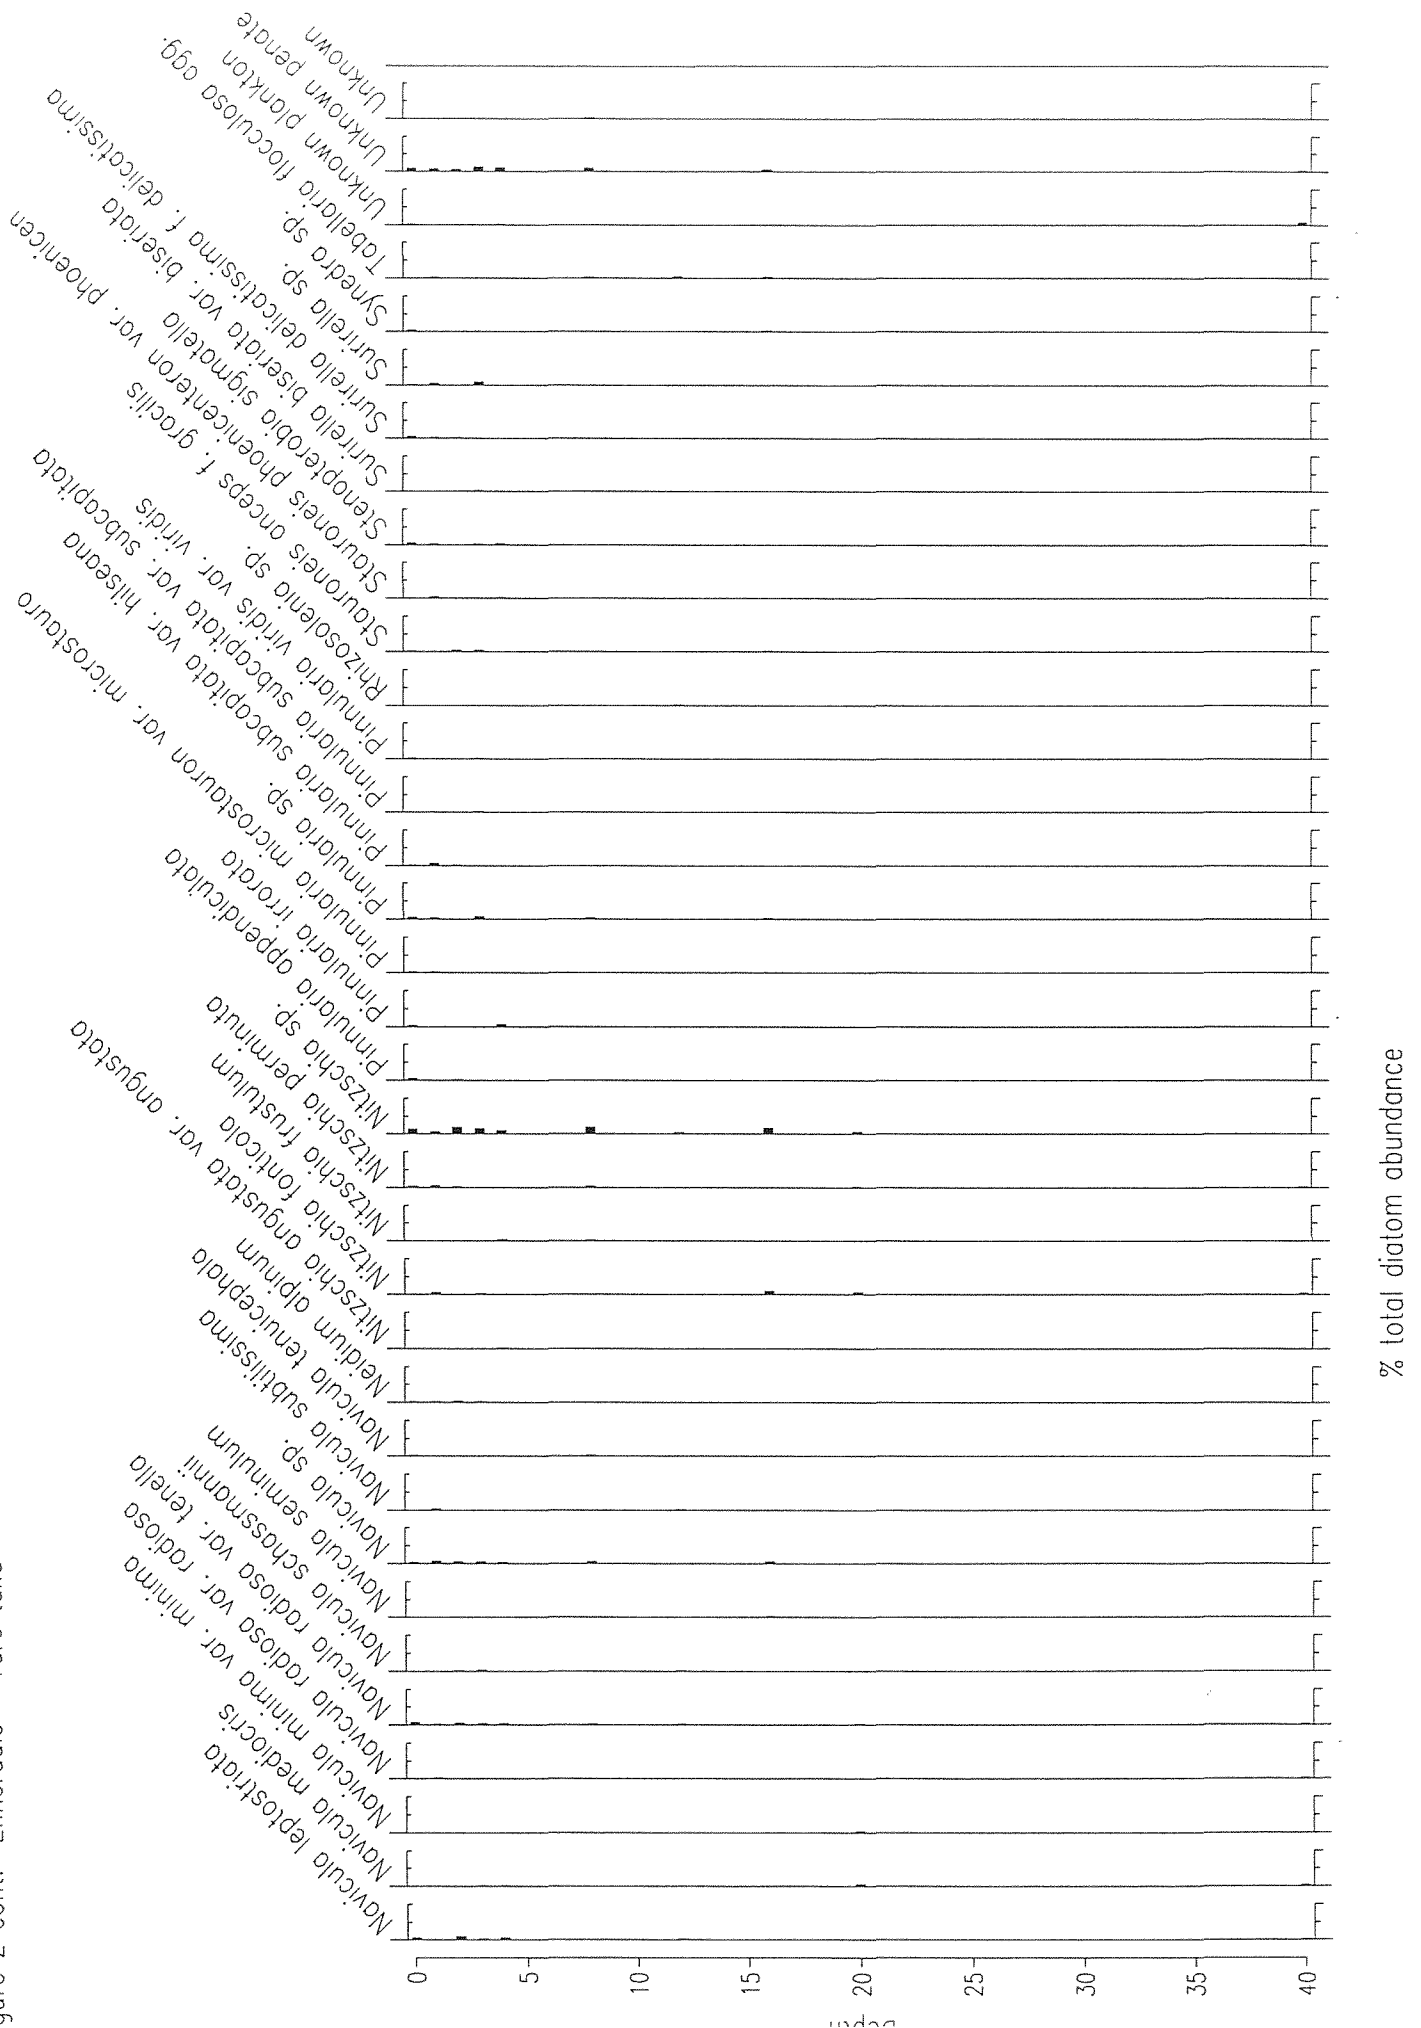 Navicula leptostriata
Navicula mediocris
Navicula minima var. minima
Navicula radiosa var. radiosa
Navicula radiosa var. tenella
Navicula schassmannii
Navicula seminulum
Navicula sp.
Navicula subtilissima
Navicula tenuicephala
Neidium alpinum
Nitzschia angustata var. angustata
Nitzschia fonticola
Nitzschia frustulum
Nitzschia perminuta
Nitzschia sp.
Pinnularia appendiculata
Pinnularia irrorata
Pinnularia microstauron var. microstauro
Pinnularia sp.
Pinnularia subcapitata var. hilseana
Pinnularia subcapitata var. subcapitata
Pinnularia viridis var. viridis
Rhizosolenia sp.
Stauroneis anceps f. gracilis
Stauroneis phoenicenteron var. phoenicen
Stenopterobia sigmatella
Surirella biseriata var. biseriata
Surirella delicatissima f. delicatissima
Surirella sp.
Synedra sp.
Tabellaria flocculosa agg.
Unknown plankton
Unknown penate
Unknown
0
5
10
15
20
25
30
35
40
% total diatom abundance